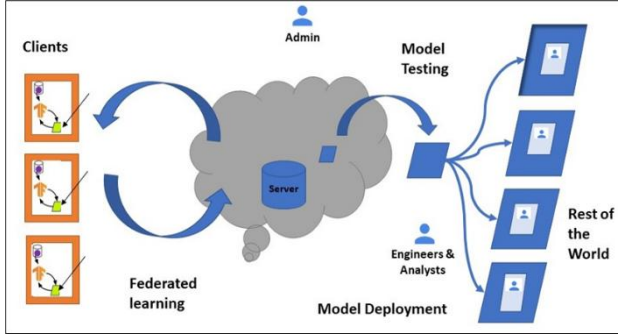 Clients
Admin
Model
Testing
Server
Federated
learning
Engineers &
Analysts
Model Deployment
Rest of
the
World